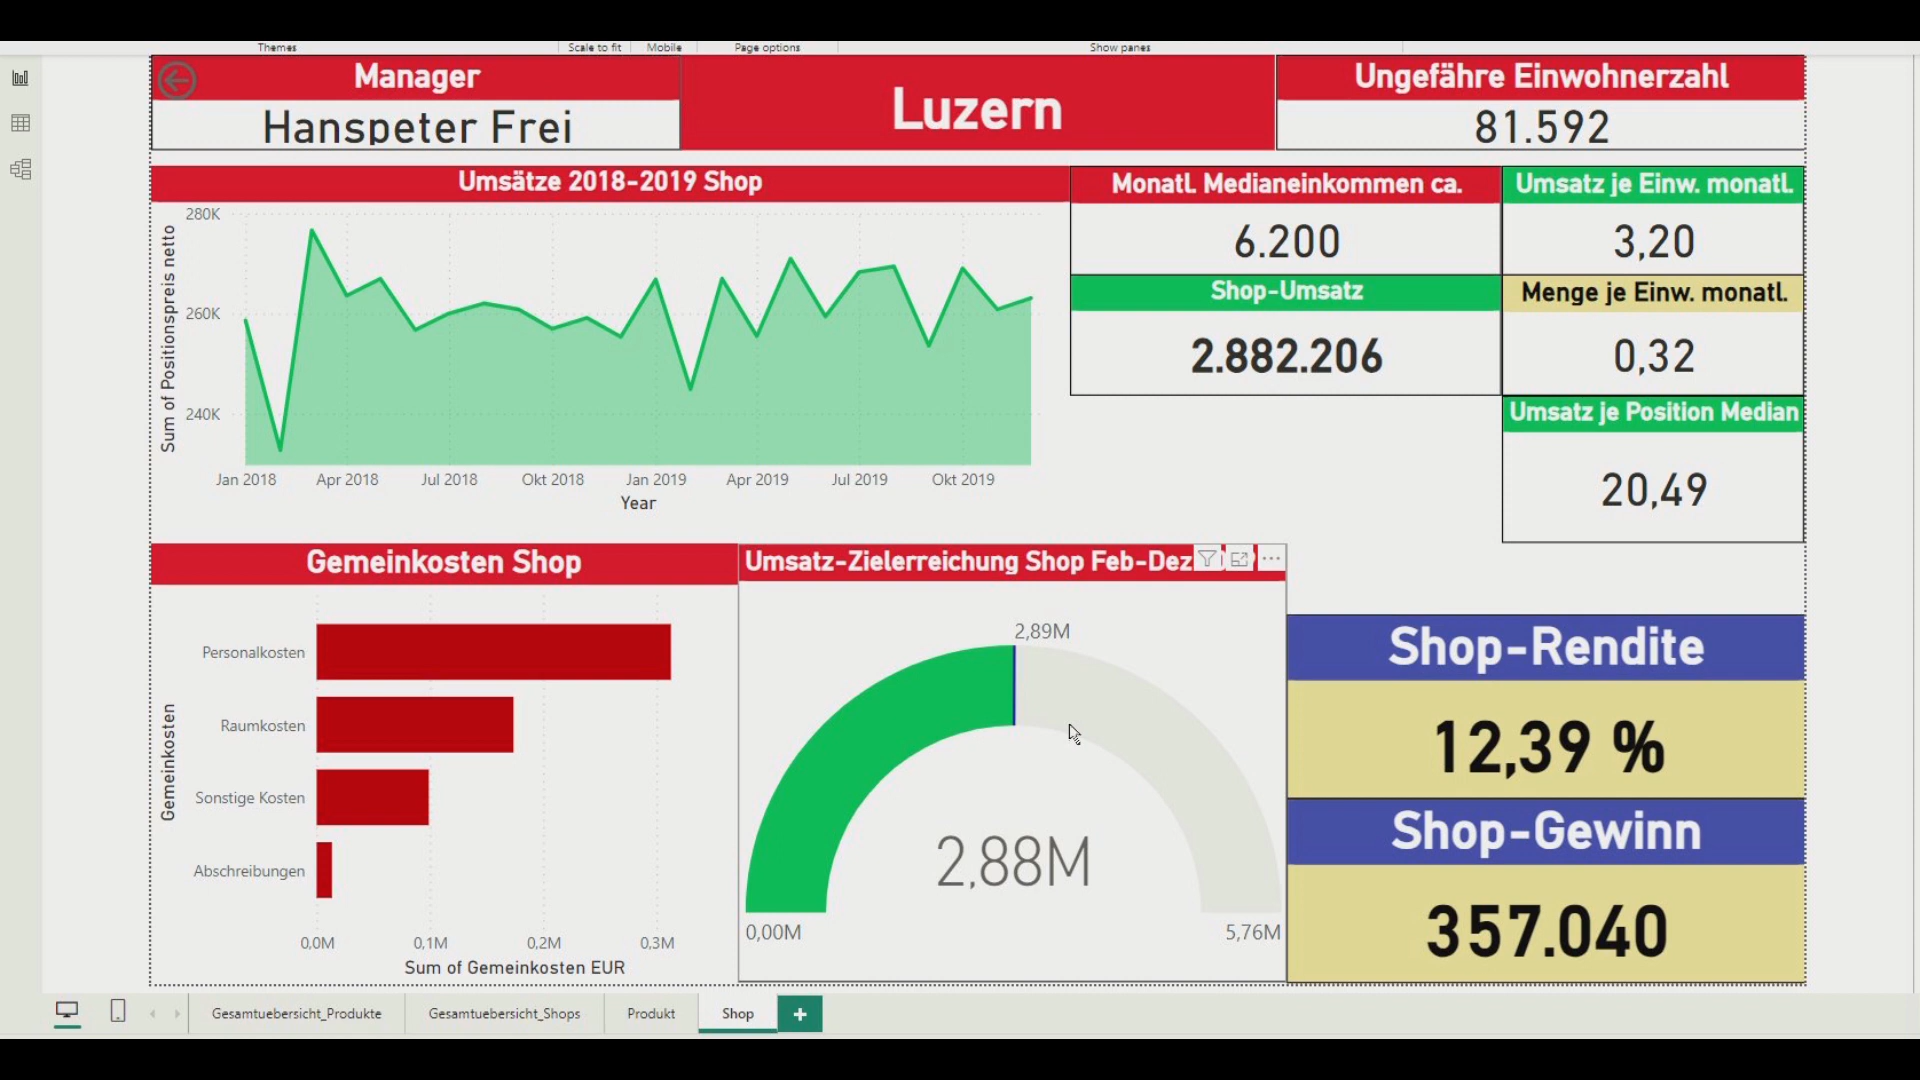 Themes
Scale to fit
Mobile
Page options
Show panes
Manager
Hanspeter Frei
Luzern
Ungefähre Einwohnerzahl
81.592
Umsätze 2018-2019 Shop
Sum of Positionspreis netto
280K
260K
240K
Jan 2018
Apr 2018
Jul 2018
Okt 2018
Jan 2019
Apr 2019
Jul 2019
Okt 2019
Year
Monatl. Medianeinkommen ca.
6.200
Umsatz je Einw. monatl.
3,20
Shop-Umsatz
2.882.206
Menge je Einw. monatl.
0,32
Umsatz je Position Median
20,49
Gemeinkosten Shop
Gemeinkosten
Personalkosten
Raumkosten
Sonstige Kosten
Abschreibungen
0,0M
0,1M
0,2M
0,3M
Sum of Gemeinkosten EUR
Umsatz-Zielerreichung Shop Feb-Dez
2,89M
2,88M
0,00M
5,76M
Shop-Rendite
12,39 %
Shop-Gewinn
357.040
Gesamtuebersicht_Produkte
Gesamtuebersicht_Shops
Produkt
Shop